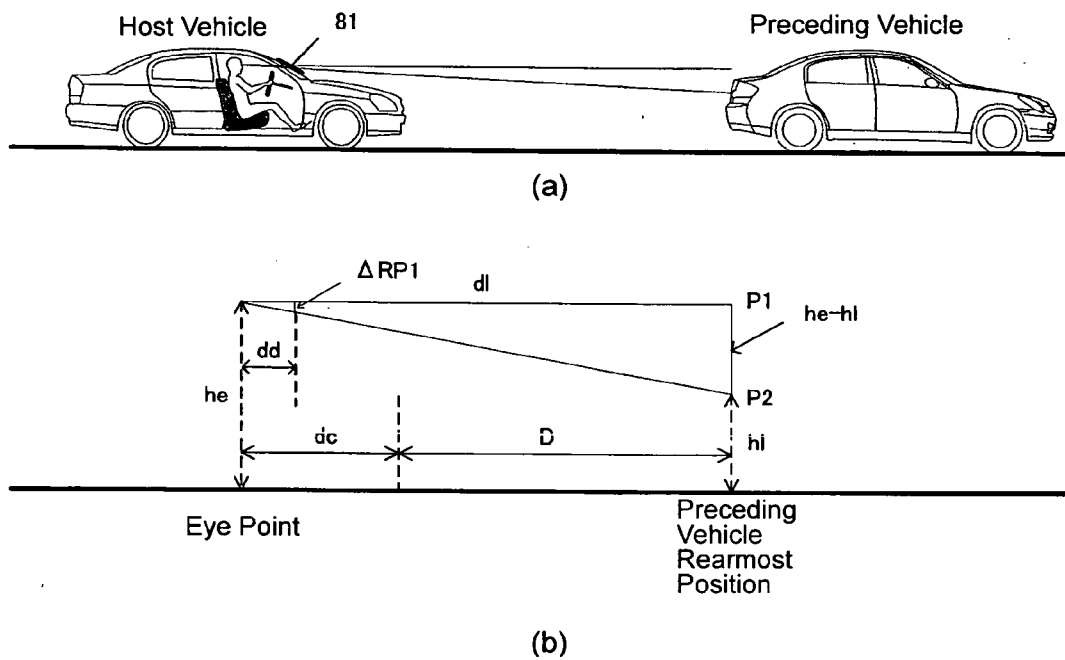 Host Vehicle
81
Preceding Vehicle
(a)
ΔRP1
dl
P1
he-hl
dd
he
P2
dc
D
hl
Eye Point
Preceding
Vehicle
Rearmost
Position
(b)